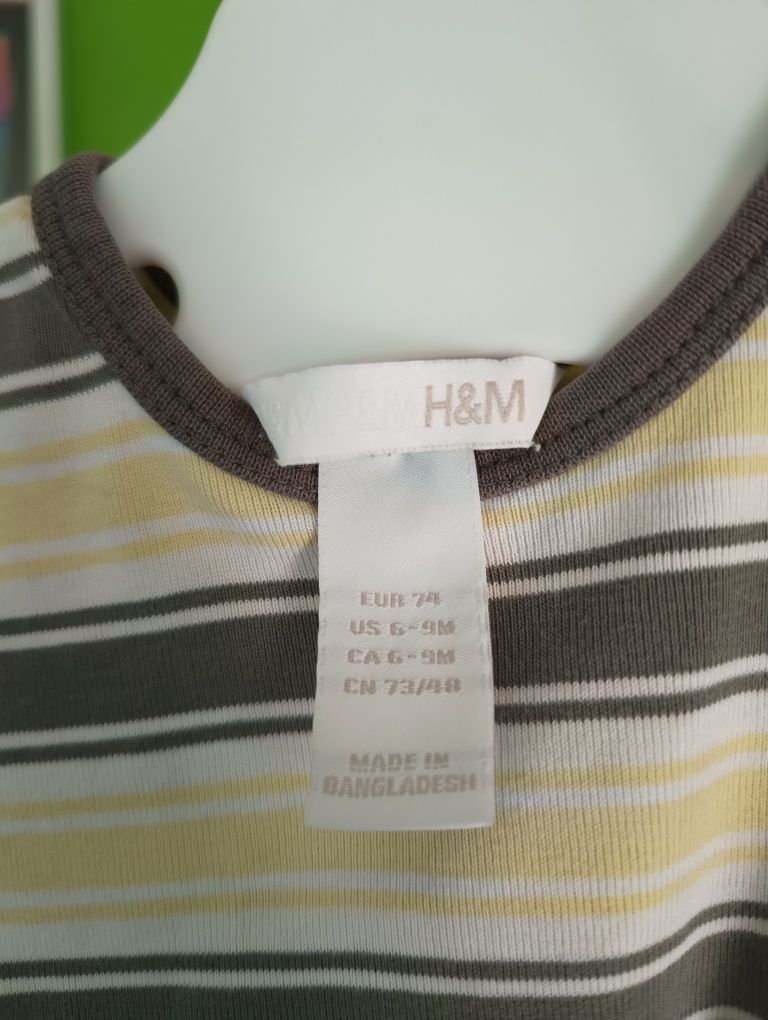 H&M
EUR 74
US 6-9M
CA 6-9M
CN 73/48
MADE IN
BANGLADESH